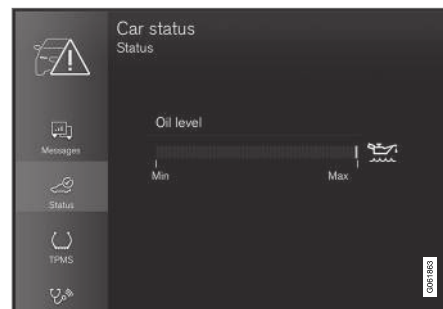 Car status
Status
Messages
Status
TPMS
Oil level
Min Max
G061863